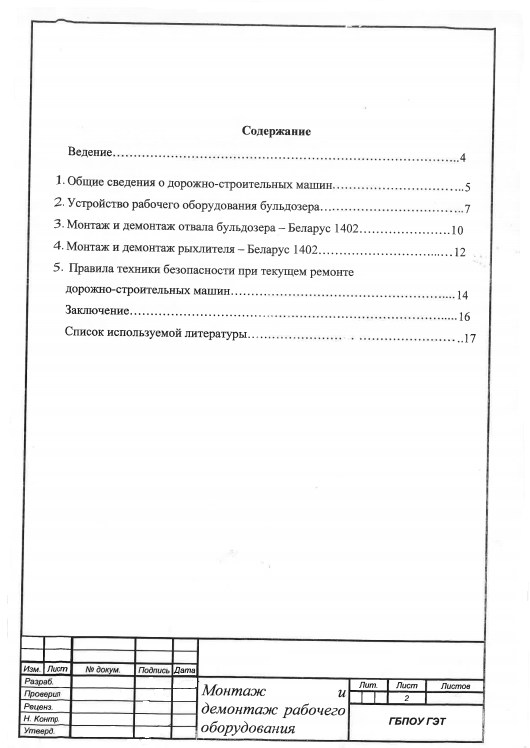 Содержание
Ведение……………………………………………………………………………..4
1. Общие сведения о дорожно-строительных машин……………………………..5
2. Устройство рабочего оборудования бульдозера………………………………..7
3. Монтаж и демонтаж отвала бульдозера – Беларус 1402……………………10
4. Монтаж и демонтаж рыхлителя – Беларус 1402…………………………...…12
5. Правила техники безопасности при текущем ремонте
дорожно-строительных машин………………………………………………….....14
Заключение………………………………………………………………………......16
Список используемой литературы………………………………………………..17
Изм. Лист № докум. Подпись Дата
Разраб.
Проверил
Реценз.
Н. Контр.
Утверд.
Монтаж и
демонтаж рабочего
оборудования
Лит. Лист Листов
2
ГБПОУ ГЭТ